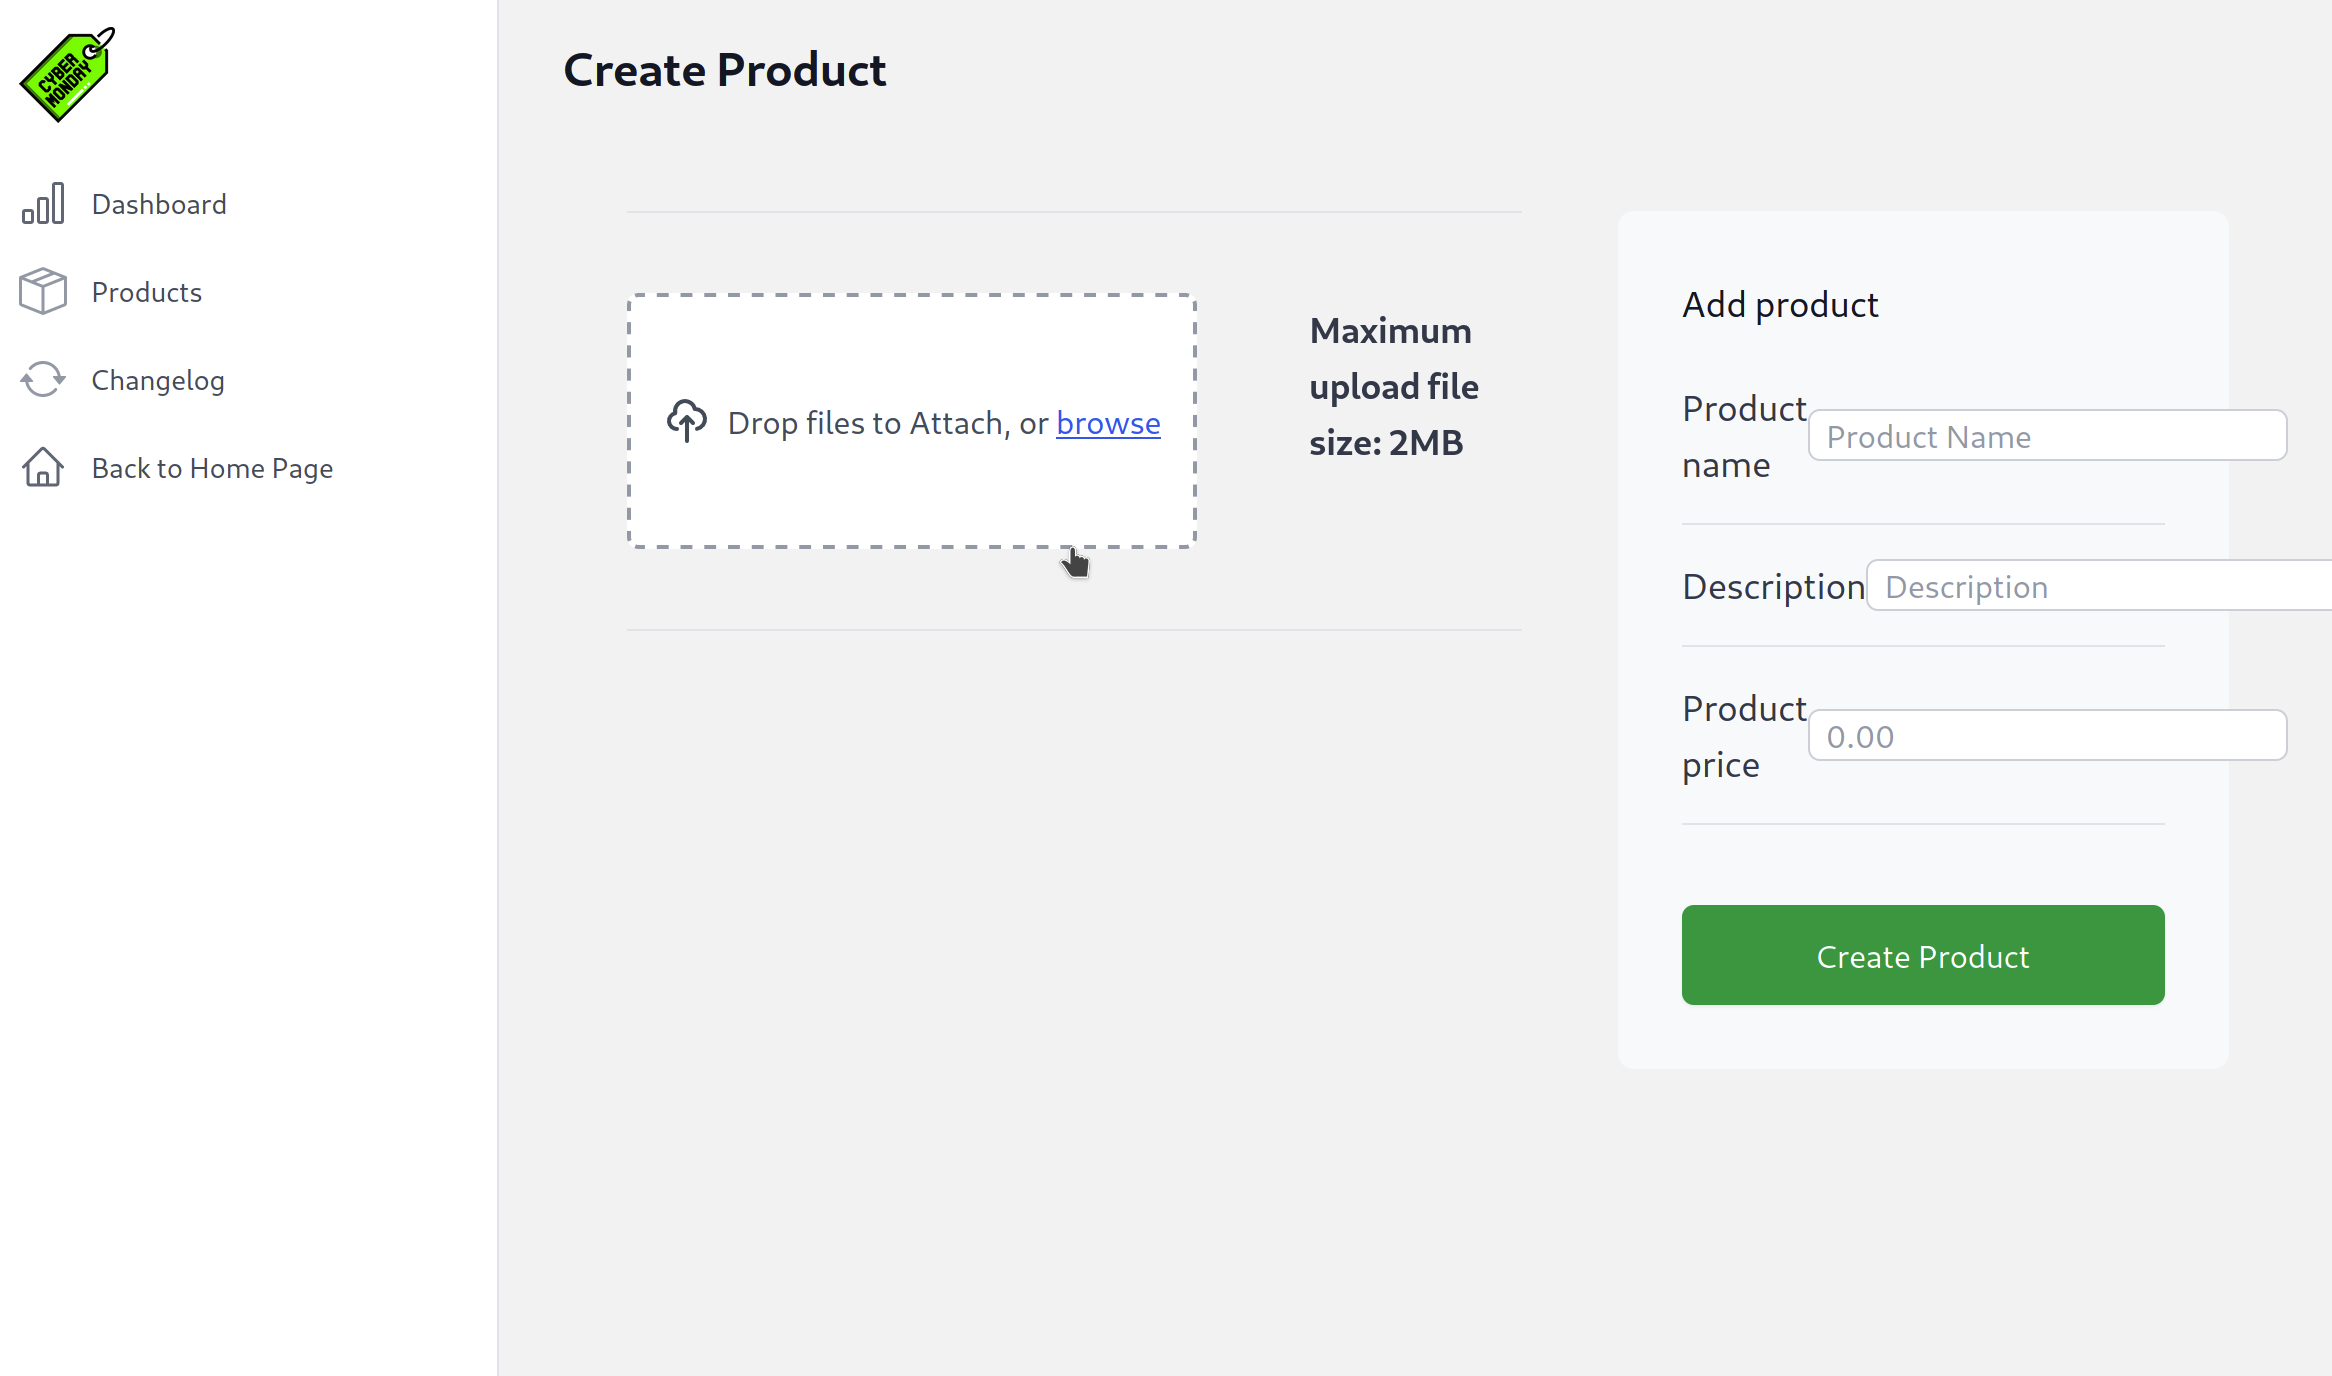 CYBER
MONDAY
Dashboard
Products
Changelog
Back to Home Page
Create Product
Drop files to Attach, or browse
Maximum
upload file
size: 2MB
Add product
Product
name
Product Name
Description
Description
Product
price
0.00
Create Product